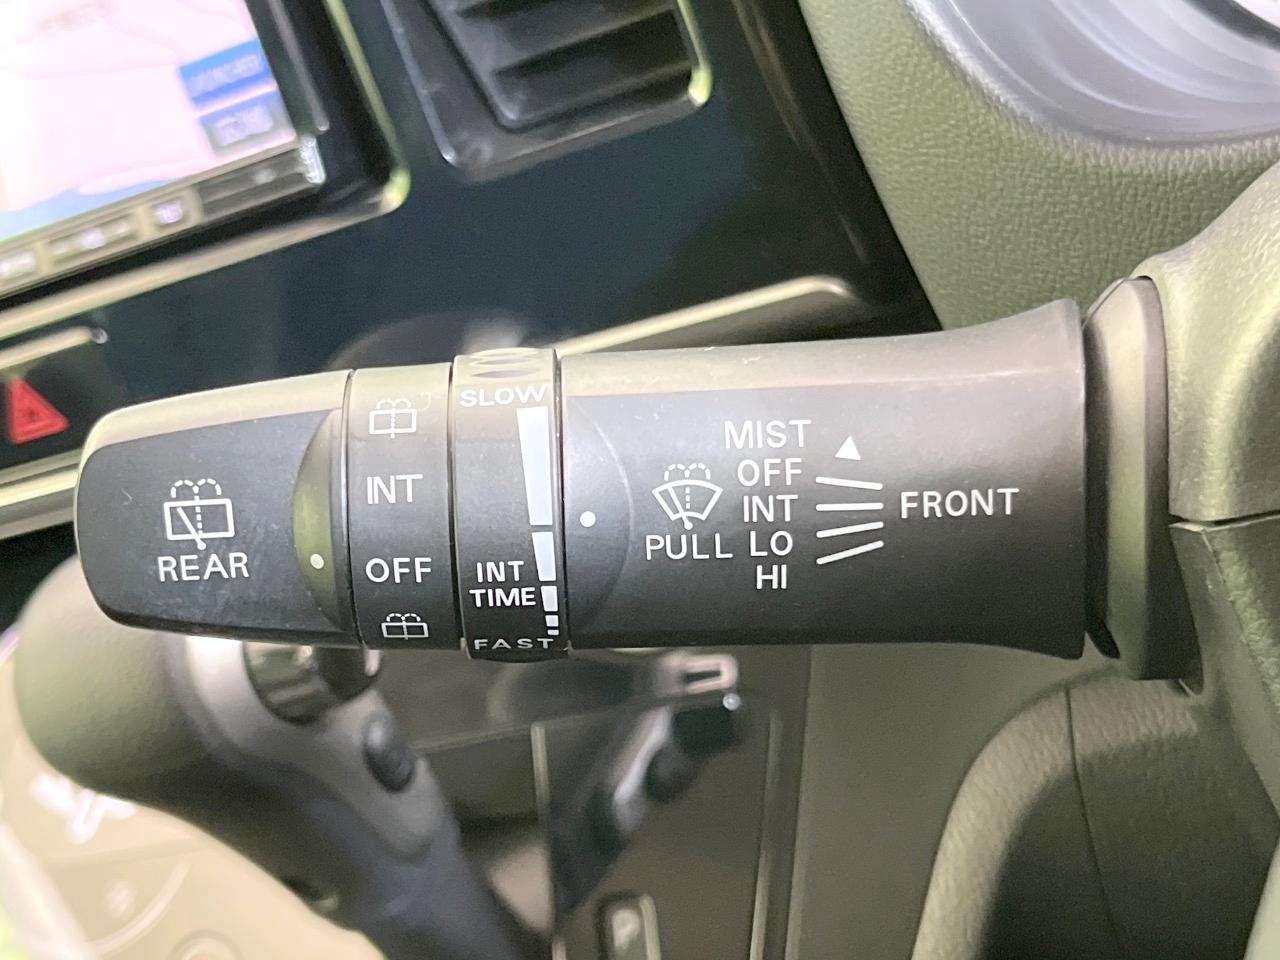 REAR
INT
OFF
SLOW
INT
TIME
FAST
PULL
MIST
OFF
INT
LO
HI
FRONT
P